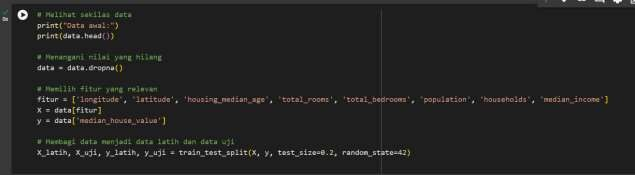 0s
# Melihat sekilas data
print("Data awal:")
print(data.head())
# Menangani nilai yang hilang
data = data.dropna()
# Memilih fitur yang relevan
fitur = ['longitude', 'latitude', 'housing_median_age', 'total_rooms', 'total_bedrooms', 'population', 'households', 'median_income']
X = data[fitur]
y = data['median_house_value']
# Membagi data menjadi data latih dan data uji
X_latih, X_uji, y_latih, y_uji = train_test_split(X, y, test_size=0.2, random_state=42)